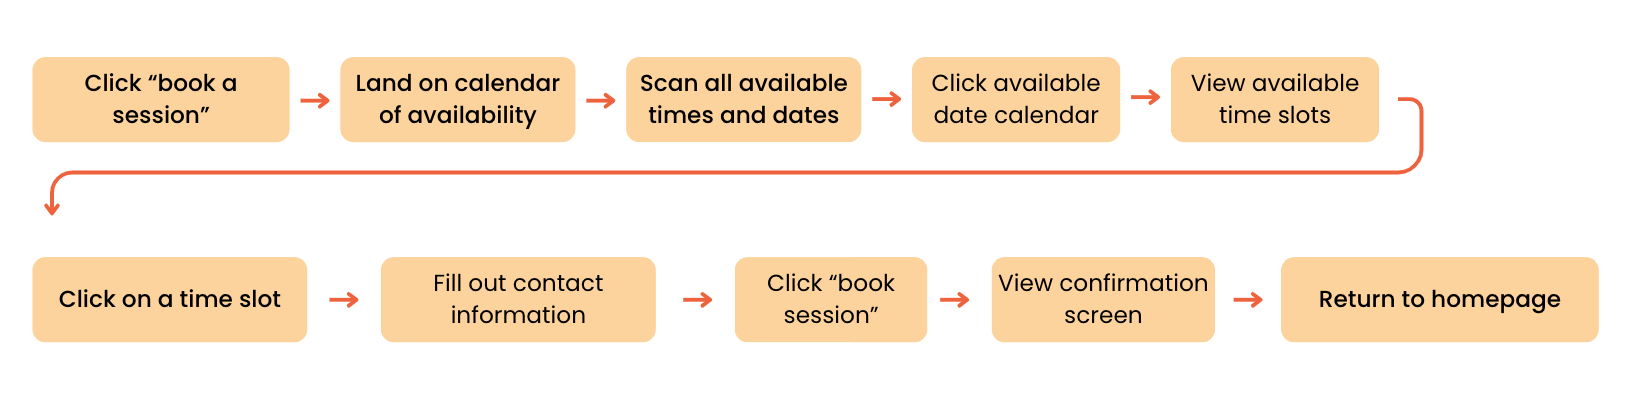 Click “book a
session”
Land on calendar
of availability
Scan all available
times and dates
Click available
date calendar
View available
time slots
Click on a time slot
Fill out contact
information
Click “book
session”
View confirmation
screen
Return to homepage